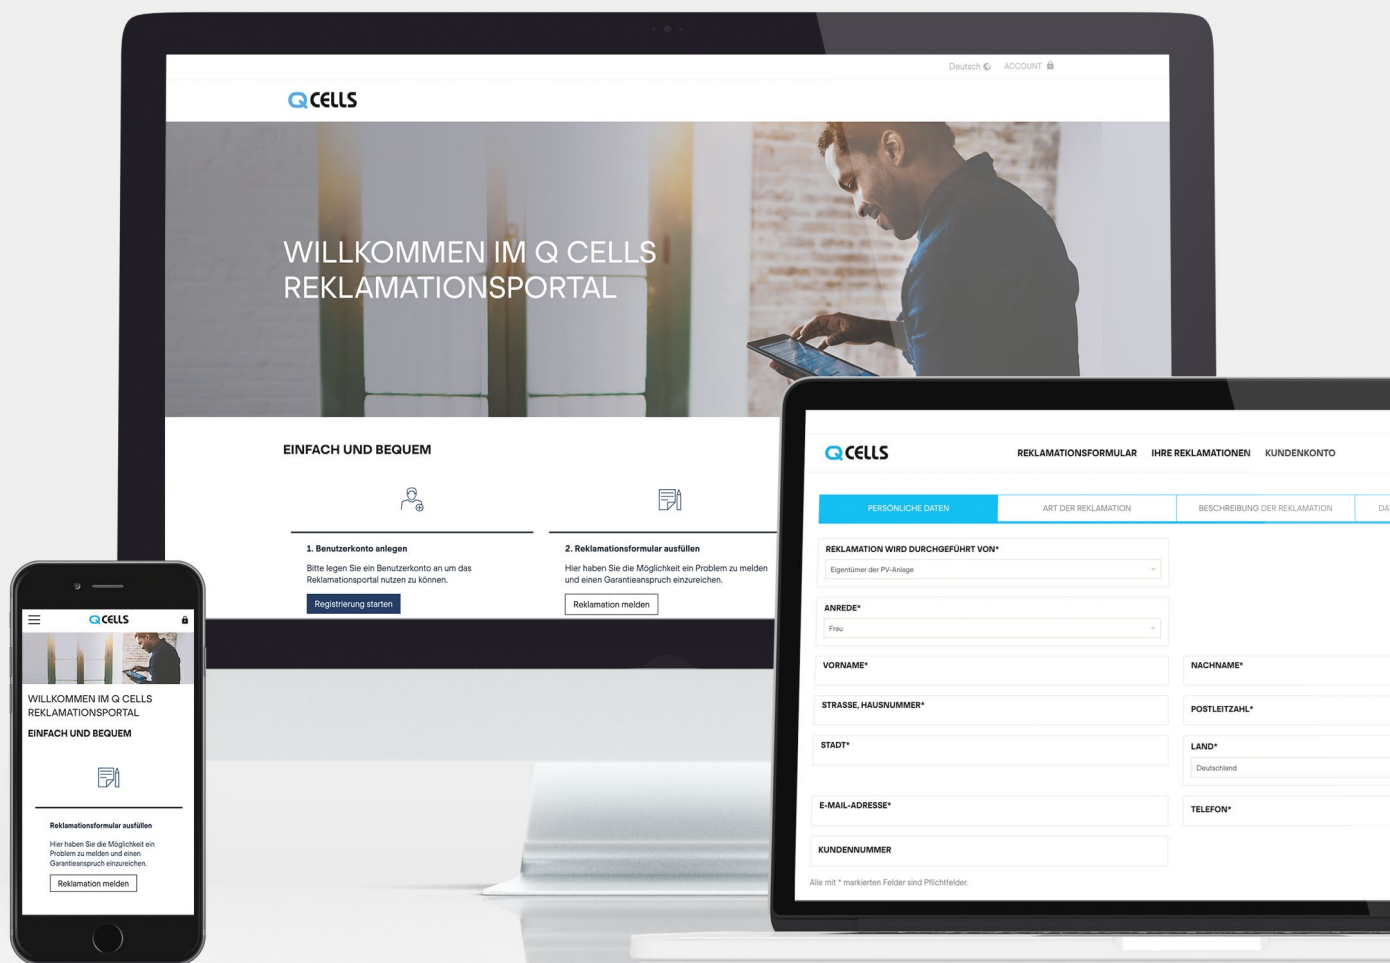 Deutsch ACCOUNT
Q CELLS
WILLKOMMEN IM Q CELLS
REKLAMATIONSPORTAL
EINFACH UND BEQUEM
1. Benutzerkonto anlegen
Bitte legen Sie ein Benutzerkonto an um das
Reklamationsportal nutzen zu können.
Registrierung starten
2. Reklamationsformular ausfüllen
Hier haben Sie die Möglichkeit ein Problem zu melden
und einen Garantieanspruch einzureichen.
Reklamation melden
Q CELLS
REKLAMATIONSFORMULAR IHRE REKLAMATIONEN KUNDENKONTO
PERSÖNLICHE DATEN ART DER REKLAMATION BESCHREIBUNG DER REKLAMATION
REKLAMATION WIRD DURCHGEFÜHRT VON*
Eigentümer der PV-Anlage
ANREDE*
Frau
VORNAME* NACHNAME*
STRASSE, HAUSNUMMER* POSTLEITZAHL*
STADT* LAND*
Deutschland
E-MAIL-ADRESSE* TELEFON*
KUNDENNUMMER
Alle mit * markierten Felder sind Pflichtfelder.
Q CELLS
WILLKOMMEN IM Q CELLS
REKLAMATIONSPORTAL
EINFACH UND BEQUEM
Reklamationsformular ausfüllen
Hier haben Sie die Möglichkeit ein
Problem zu melden und einen
Garantieanspruch einzureichen.
Reklamation melden